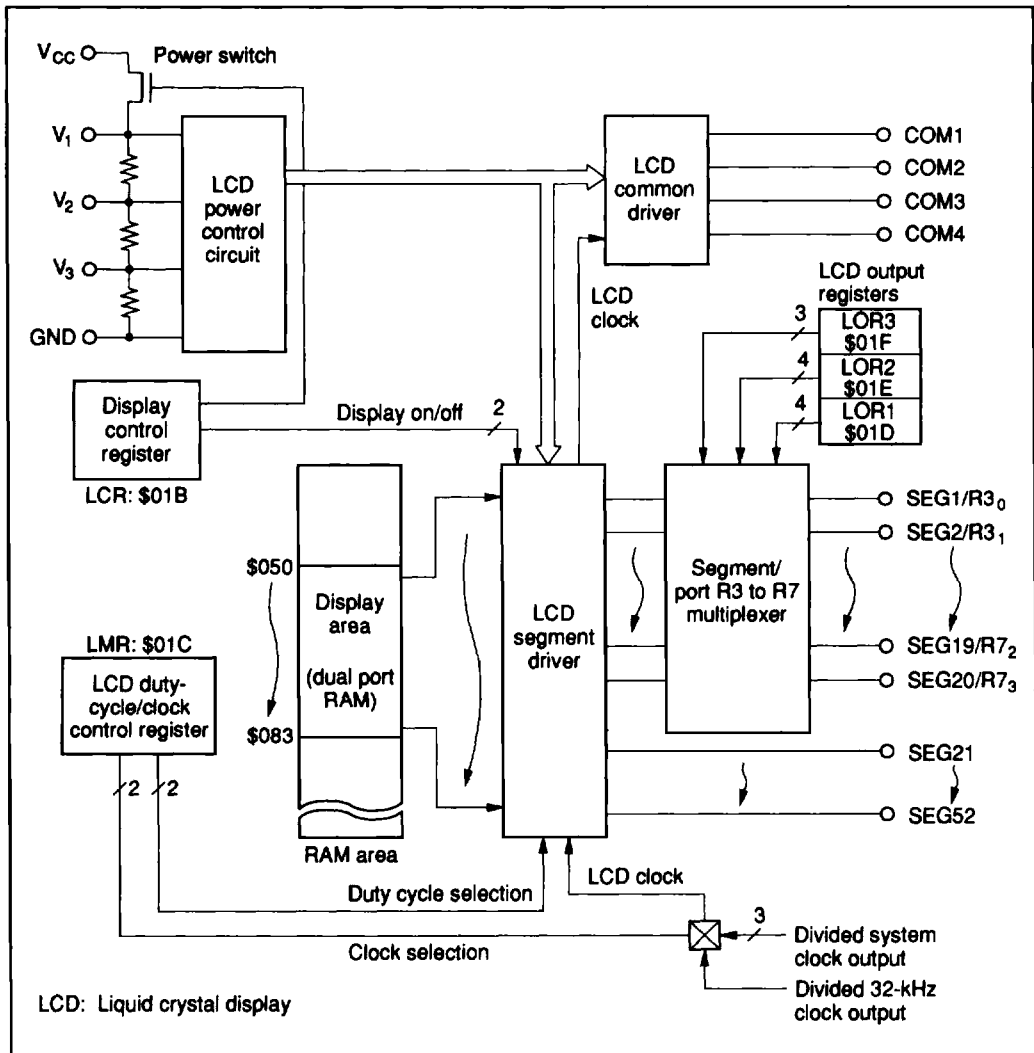 VCC
Power switch
V1
V2
V3
GND
LCD
power
control
circuit
LCD
common
driver
COM1
COM2
COM3
COM4
LCD
clock
LCD output
registers
3
LOR3
$01F
4
LOR2
$01E
4
LOR1
$01D
Display
control
register
LCR: $01B
Display on/off
2
$050
Display
area
(dual port
RAM)
$083
RAM area
LMR: $01C
LCD duty-
cycle/clock
control register
2
2
LCD
segment
driver
Segment/
port R3 to R7
multiplexer
SEG1/R30
SEG2/R31
SEG19/R72
SEG20/R73
SEG21
SEG52
Duty cycle selection
LCD clock
Clock selection
3
Divided system
clock output
Divided 32-kHz
clock output
LCD: Liquid crystal display